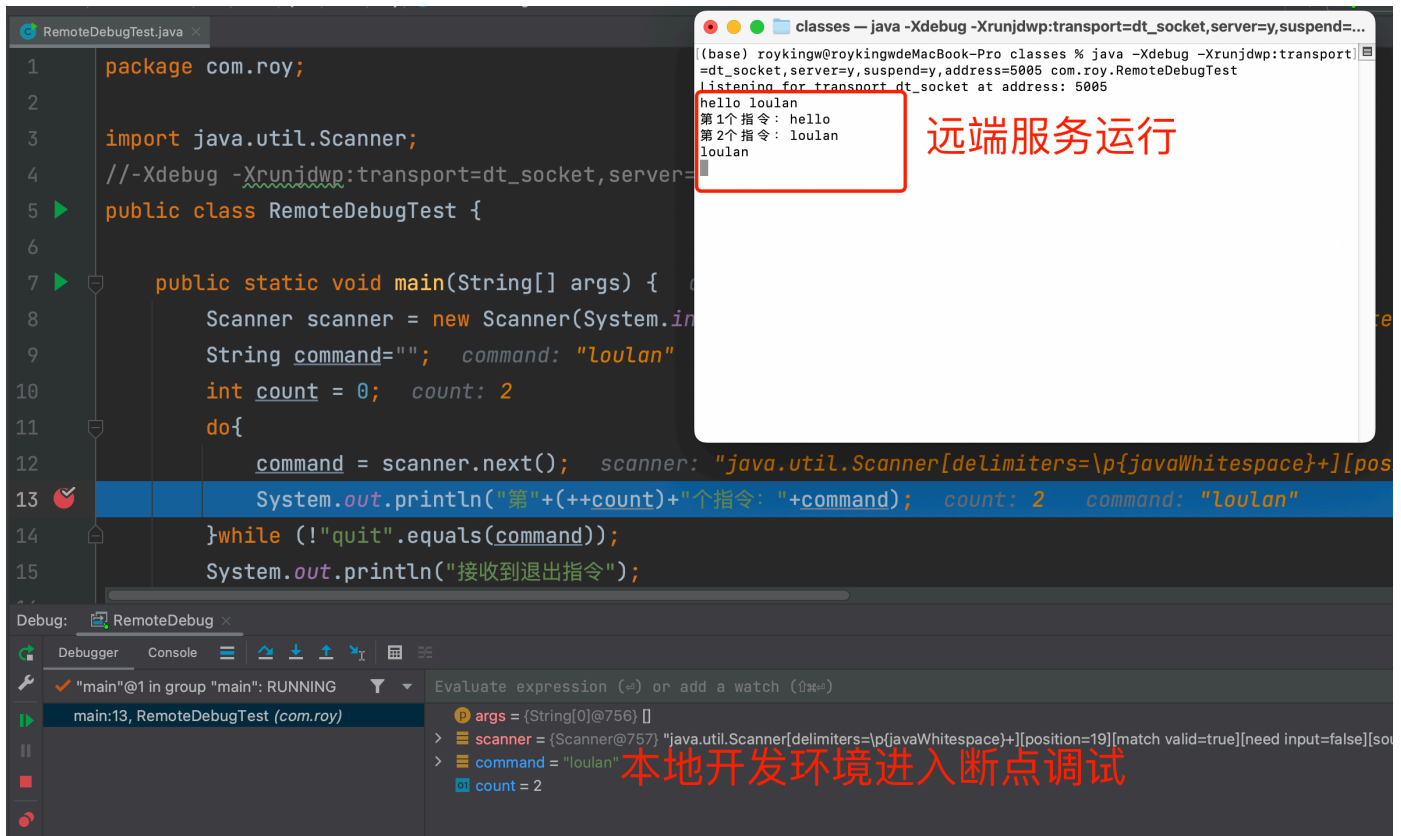 RemoteDebugTest.java
classes — java -Xdebug -Xrunjdwp:transport=dt_socket,server=y,suspend=...
(base) roykingw@roykingwdeMacBook-Pro classes % java -Xdebug -Xrunjdwp:transport
=dt_socket,server=y,suspend=y,address=5005 com.roy.RemoteDebugTest
Listening for transport dt_socket at address: 5005
hello loulan
第1个指令：hello
第2个指令：loulan
loulan
远端服务运行
1 package com.roy;
2
3 import java.util.Scanner;
4 //-Xdebug -Xrunjdwp:transport=dt_socket,server=
5 public class RemoteDebugTest {
6
7 public static void main(String[] args) {
8 Scanner scanner = new Scanner(System.in
9 String command=""; command: "loulan"
10 int count = 0; count: 2
11 do{
12 command = scanner.next(); scanner: "java.util.Scanner[delimiters=\p{javaWhitespace}+][pos
13 System.out.println("第"+(++count)+"个指令："+command); count: 2 command: "loulan"
14 }while (!"quit".equals(command));
15 System.out.println("接收到退出指令");
Debug: RemoteDebug
Debugger Console
"main"@1 in group "main": RUNNING
Evaluate expression (⏎) or add a watch (⇧⌘⏎)
main:13, RemoteDebugTest (com.roy)
args = {String[0]@756} []
scanner = {Scanner@757} "java.util.Scanner[delimiters=\p{javaWhitespace}+][position=19][match valid=true][need input=false][sou
command = "loulan"
本地开发环境进入断点调试
count = 2